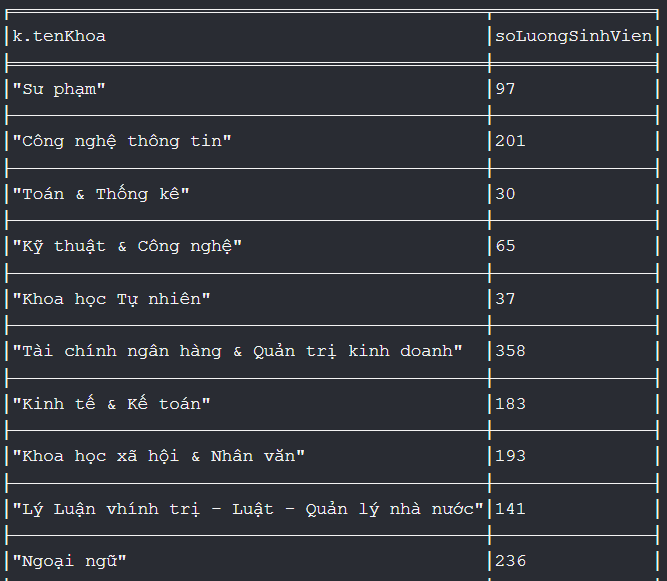 k.tenKhoa soLuongSinhVien
"Sư phạm" 97
"Công nghệ thông tin" 201
"Toán & Thống kê" 30
"Kỹ thuật & Công nghệ" 65
"Khoa học Tự nhiên" 37
"Tài chính ngân hàng & Quản trị kinh doanh" 358
"Kinh tế & Kế toán" 183
"Khoa học xã hội & Nhân văn" 193
"Lý Luận vhính trị - Luật - Quản lý nhà nước" 141
"Ngoại ngữ" 236